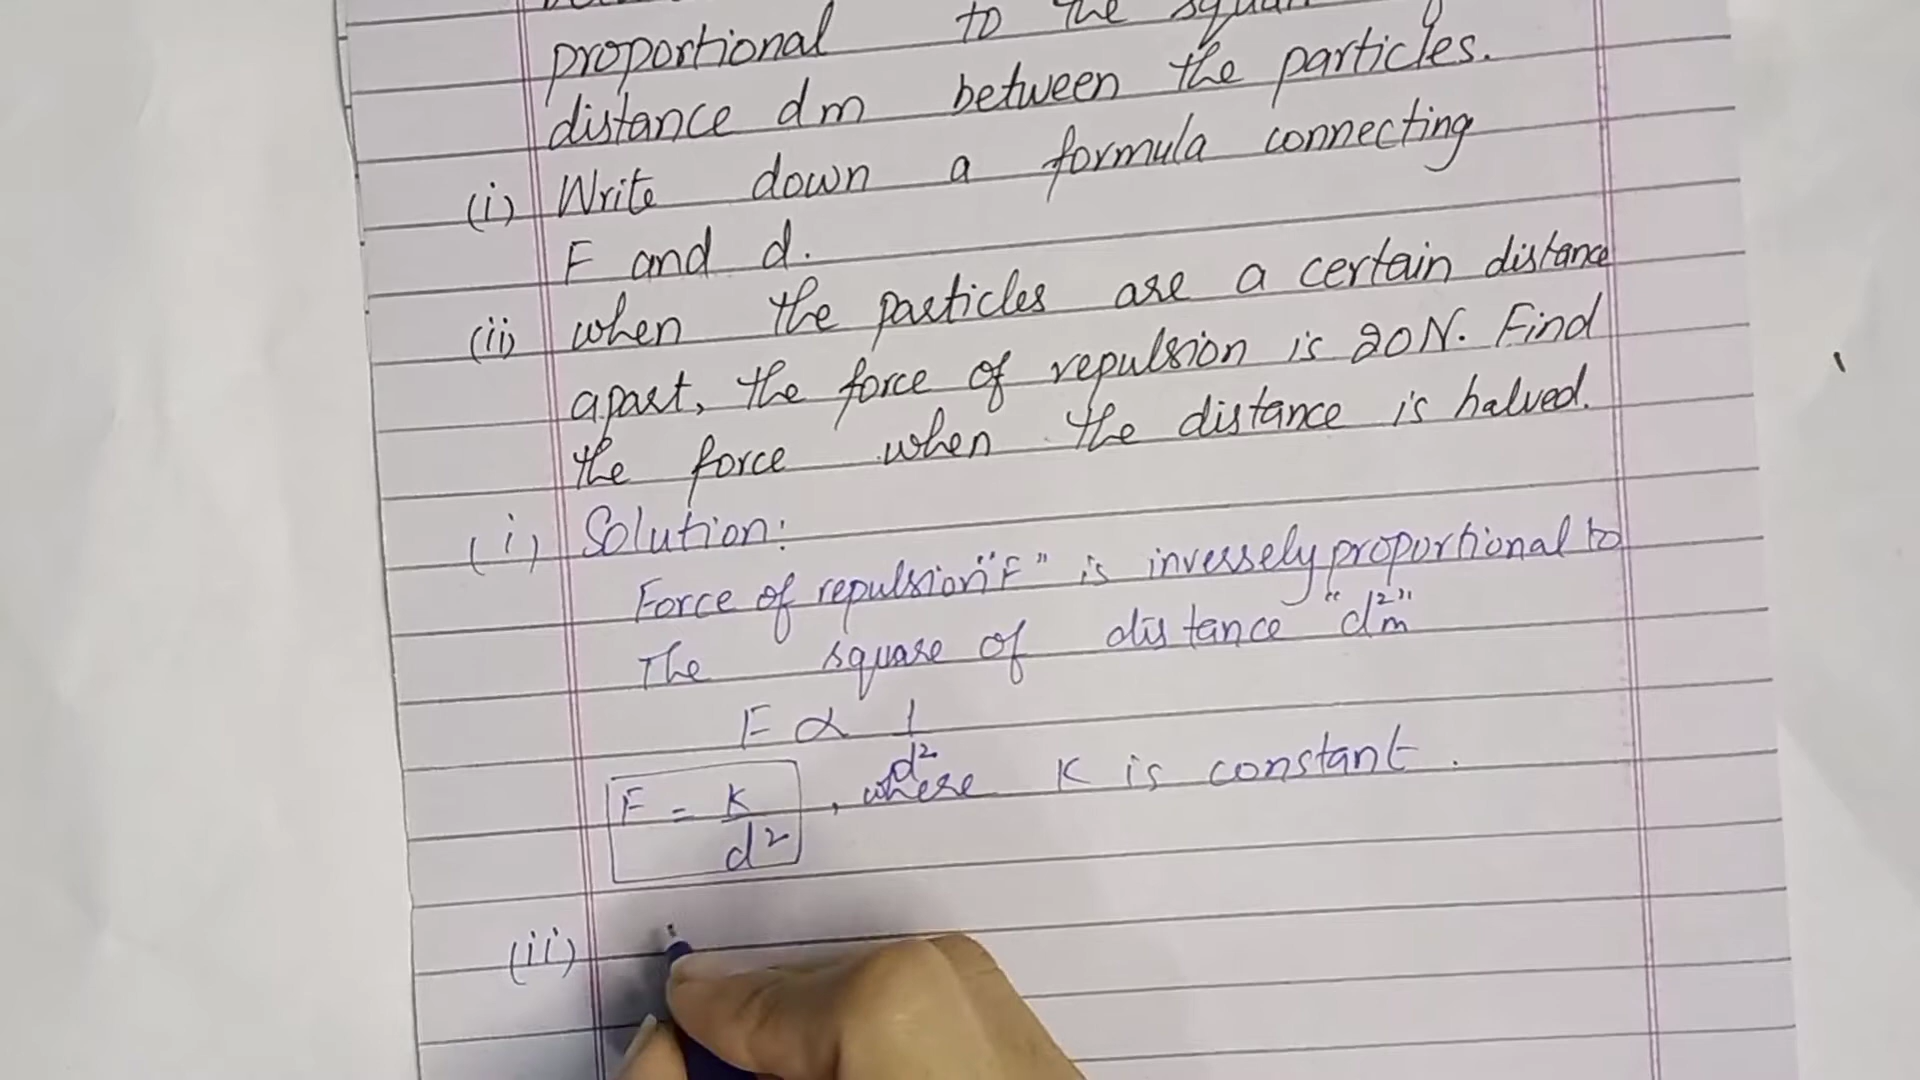 proportional to the
distance dm between the particles.
(i) Write down a formula connecting
F and d.
(ii) when the particles are a certain distance
apart, the force of repulsion is 20N. Find
the force when the distance is halved.
(i) Solution:
Force of repulsion "F" is inversely proportional to
The square of distance "d²m"
F ∝ 1/d²
F = K/d² , where K is constant.
(ii)